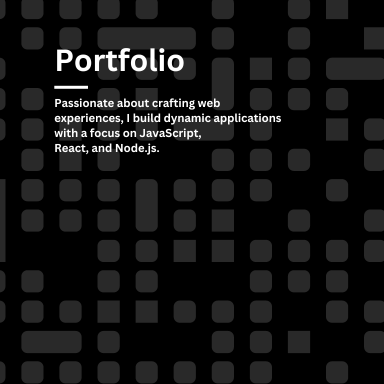 Portfolio
Passionate about crafting web
experiences, I build dynamic applications
with a focus on JavaScript,
React, and Node.js.